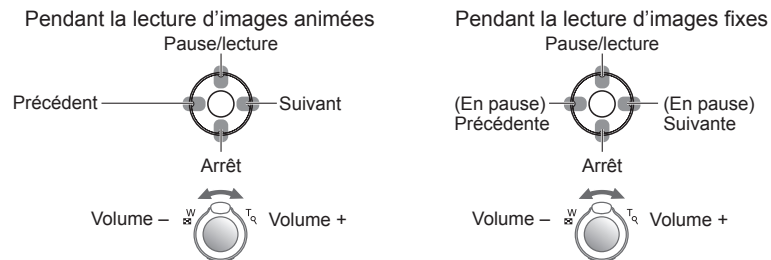 Pendant la lecture d’images animées
Pause/lecture
Précédent
Suivant
Arrêt
Volume –
W
T
Volume +
Pendant la lecture d’images fixes
Pause/lecture
(En pause)
Précédente
(En pause)
Suivante
Arrêt
Volume –
W
T
Volume +